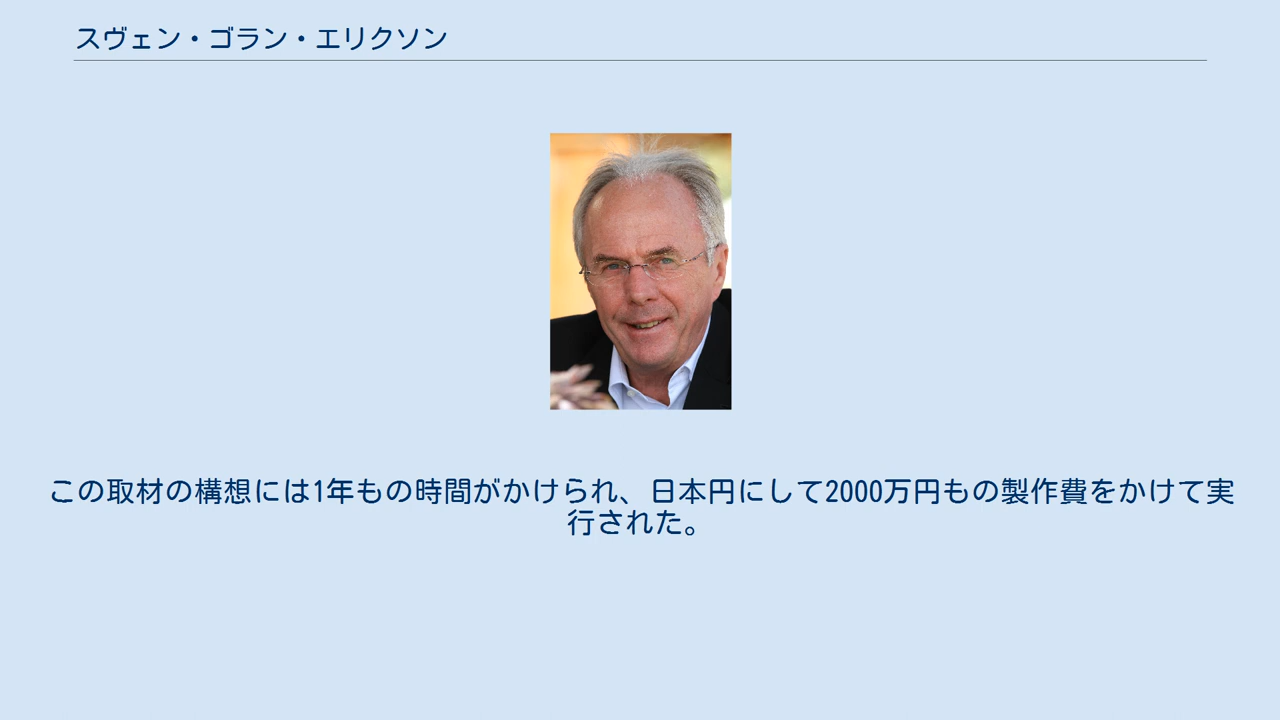 スヴェン・ゴラン・エリクソン
この取材の構想には1年もの時間がかけられ、日本円にして2000万円もの製作費をかけて実
行された。